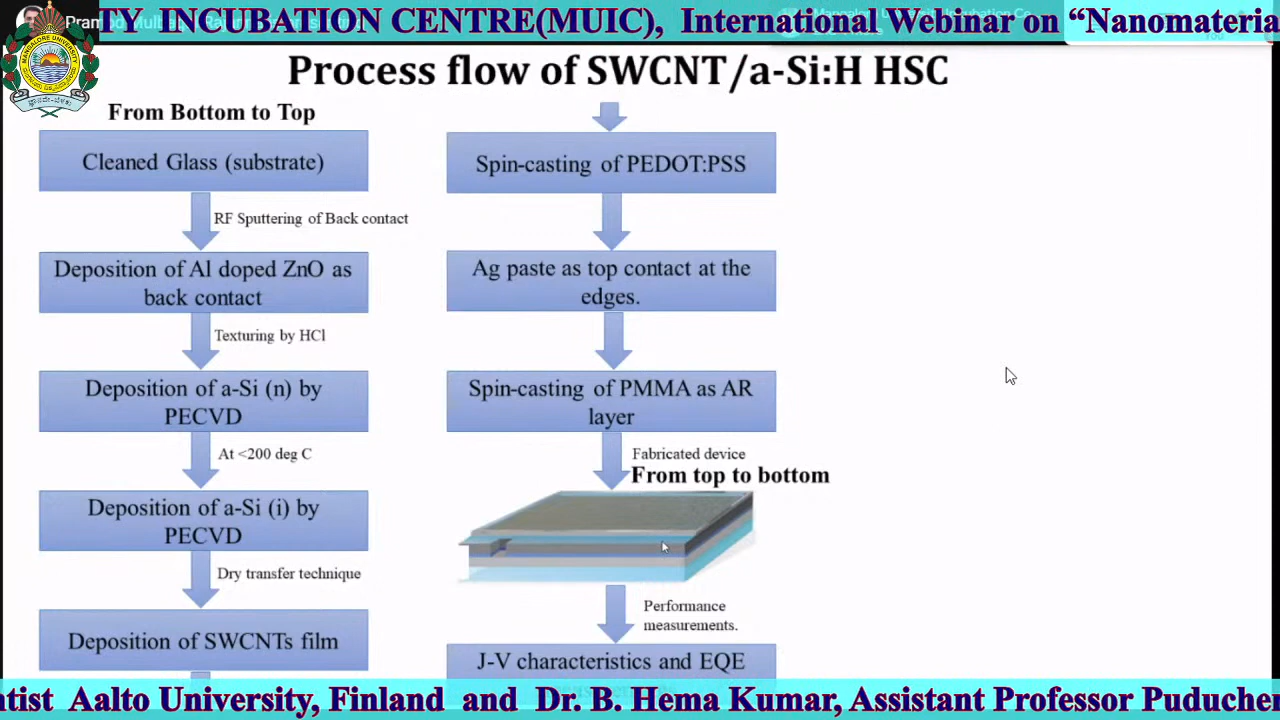 TY INCUBATION CENTRE(MUIC), International Webinar on “Nanomateria
Process flow of SWCNT/a-Si:H HSC
From Bottom to Top
Cleaned Glass (substrate)
RF Sputtering of Back contact
Deposition of Al doped ZnO as
back contact
Texturing by HCl
Deposition of a-Si (n) by
PECVD
At <200 deg C
Deposition of a-Si (i) by
PECVD
Dry transfer technique
Deposition of SWCNTs film
Spin-casting of PEDOT:PSS
Ag paste as top contact at the
edges.
Spin-casting of PMMA as AR
layer
Fabricated device
From top to bottom
Performance
measurements.
J-V characteristics and EQE
ntist Aalto University, Finland and Dr. B. Hema Kumar, Assistant Professor Puducher